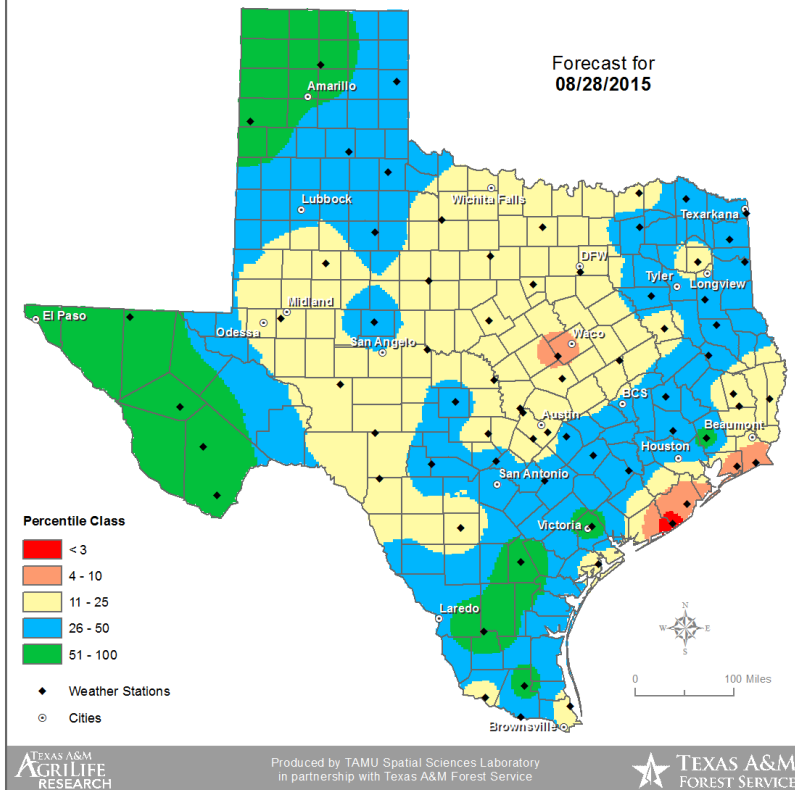 Forecast for
08/28/2015
Amarillo
Lubbock
Wichita Falls
Texarkana
DFW
Tyler
Longview
El Paso
Midland
Odessa
San Angelo
Waco
BCS
Austin
Beaumont
Houston
San Antonio
Victoria
Laredo
Brownsville
Percentile Class
< 3
4 - 10
11 - 25
26 - 50
51 - 100
Weather Stations
Cities
N
W E
S
0 100 Miles
TEXAS A&M
AGRILIFE
RESEARCH
Produced by TAMU Spatial Sciences Laboratory
in partnership with Texas A&M Forest Service
TEXAS A&M
FOREST SERVICE